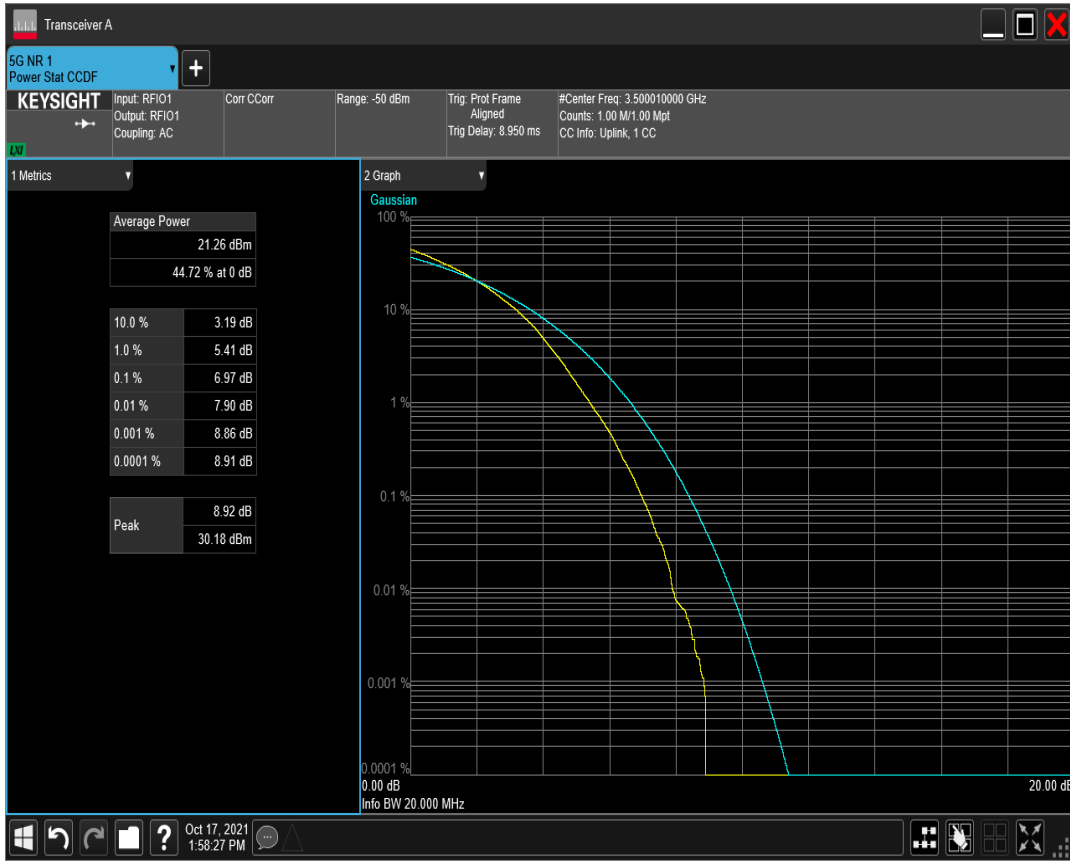 Transceiver A
5G NR 1
Power Stat CCDF
+
KEYSIGHT
LXI
Input: RFIO1
Output: RFIO1
Coupling: AC
Corr CCorr
Range: -50 dBm
Trig: Prot Frame
Aligned
Trig Delay: 8.950 ms
#Center Freq: 3.500010000 GHz
Counts: 1.00 M/1.00 Mpt
CC Info: Uplink, 1 CC
1 Metrics
Average Power
21.26 dBm
44.72 % at 0 dB
10.0 % 3.19 dB
1.0 % 5.41 dB
0.1 % 6.97 dB
0.01 % 7.90 dB
0.001 % 8.86 dB
0.0001 % 8.91 dB
Peak
8.92 dB
30.18 dBm
2 Graph
Gaussian
100 %
10 %
1 %
0.1 %
0.01 %
0.001 %
0.0001 %
0.00 dB
20.00 dB
Info BW 20.000 MHz
?
Oct 17, 2021
1:58:27 PM